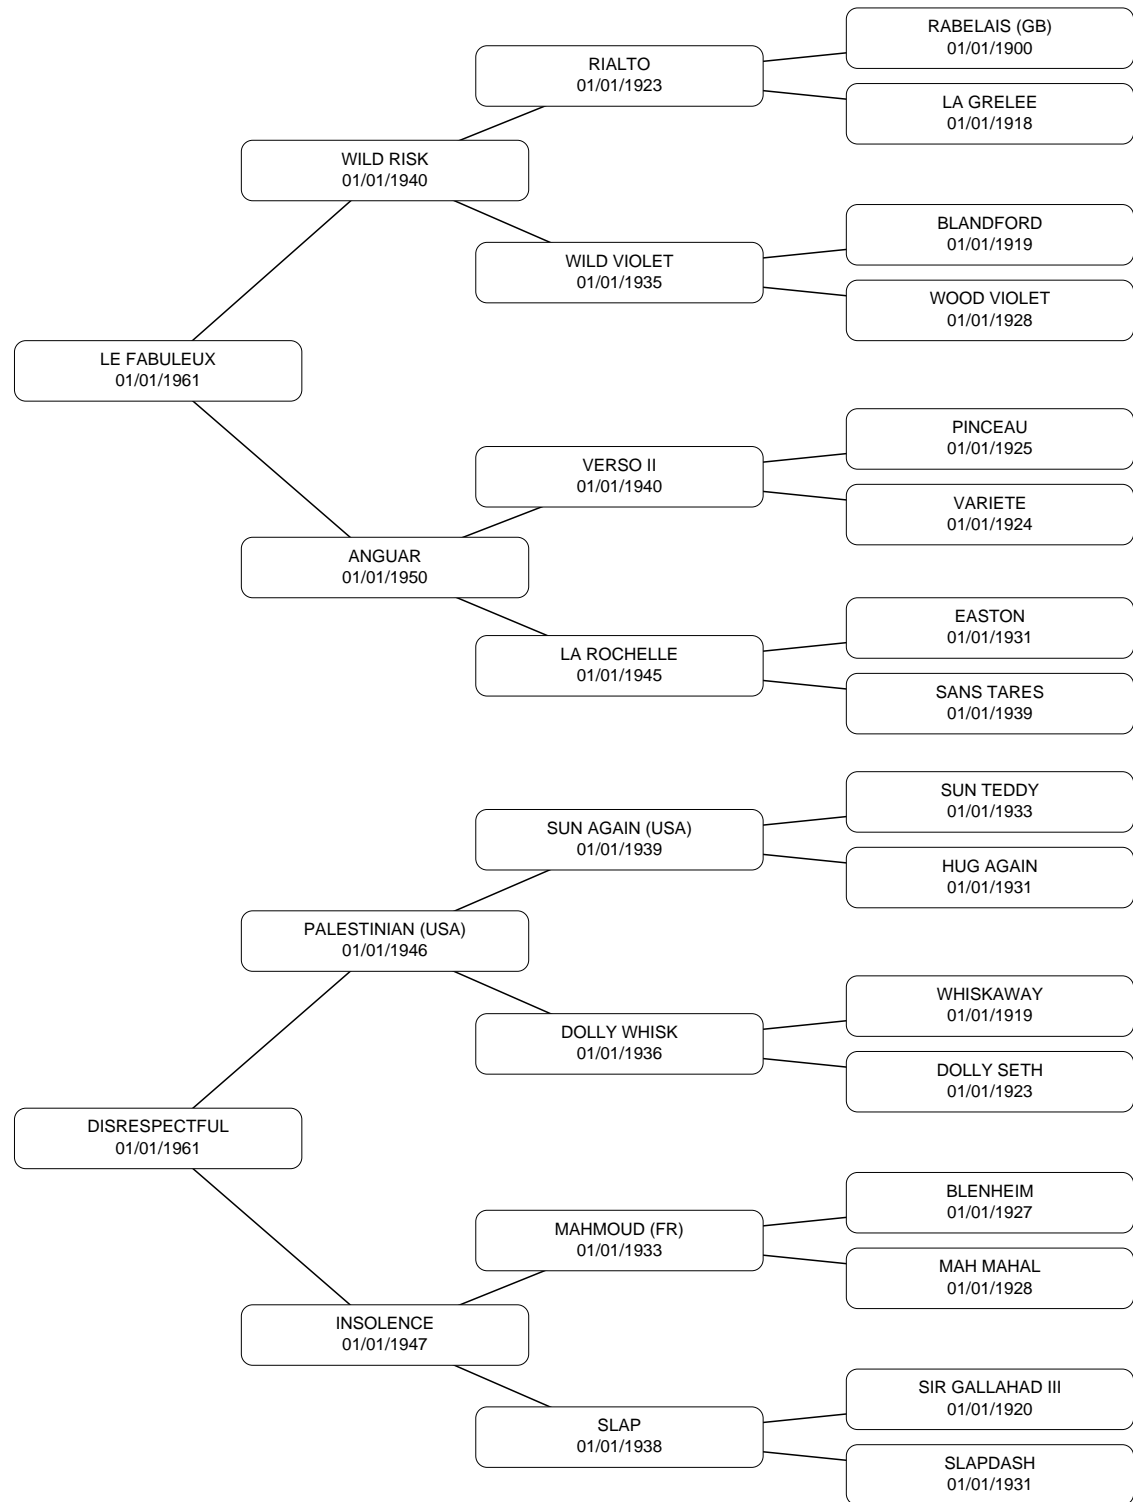 RABELAIS (GB)
01/01/1900
RIALTO
01/01/1923
LA GRELEE
01/01/1918
WILD RISK
01/01/1940
BLANDFORD
01/01/1919
WILD VIOLET
01/01/1935
WOOD VIOLET
01/01/1928
LE FABULEUX
01/01/1961
PINCEAU
01/01/1925
VERSO II
01/01/1940
VARIETE
01/01/1924
ANGUAR
01/01/1950
EASTON
01/01/1931
LA ROCHELLE
01/01/1945
SANS TARES
01/01/1939
SUN TEDDY
01/01/1933
SUN AGAIN (USA)
01/01/1939
HUG AGAIN
01/01/1931
PALESTINIAN (USA)
01/01/1946
WHISKAWAY
01/01/1919
DOLLY WHISK
01/01/1936
DOLLY SETH
01/01/1923
DISRESPECTFUL
01/01/1961
BLENHEIM
01/01/1927
MAHMOUD (FR)
01/01/1933
MAH MAHAL
01/01/1928
INSOLENCE
01/01/1947
SIR GALLAHAD III
01/01/1920
SLAP
01/01/1938
SLAPDASH
01/01/1931